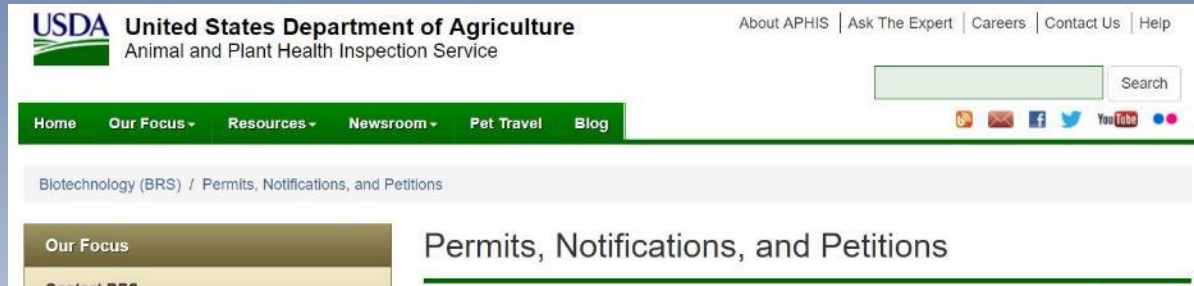 USDA United States Department of Agriculture
Animal and Plant Health Inspection Service
About APHIS | Ask The Expert | Careers | Contact Us | Help
Search
Home Our Focus Resources Newsroom Pet Travel Blog
You Tube
Biotechnology (BRS) / Permits, Notifications, and Petitions
Our Focus
Permits, Notifications, and Petitions
Contact BRS